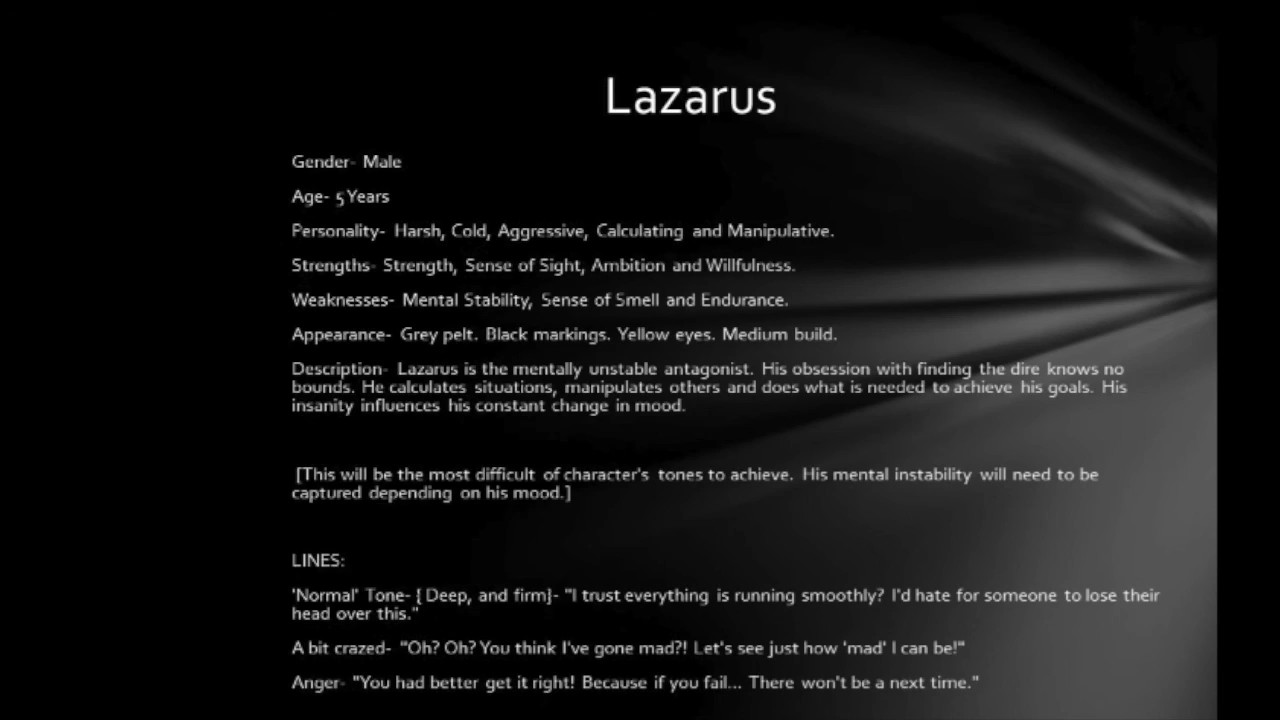 Lazarus
Gender- Male
Age- 5 Years
Personality- Harsh, Cold, Aggressive, Calculating and Manipulative.
Strengths- Strength, Sense of Sight, Ambition and Willfulness.
Weaknesses- Mental Stability, Sense of Smell and Endurance.
Appearance- Grey pelt. Black markings. Yellow eyes. Medium build.
Description- Lazarus is the mentally unstable antagonist. His obsession with finding the dire knows no
bounds. He calculates situations, manipulates others and does what is needed to achieve his goals. His
insanity influences his constant change in mood.
[This will be the most difficult of character's tones to achieve. His mental instability will need to be
captured depending on his mood.]
LINES:
'Normal' Tone- { Deep, and firm}- "I trust everything is running smoothly? I'd hate for someone to lose their
head over this."
A bit crazed- "Oh? Oh? You think I've gone mad?! Let's see just how 'mad' I can be!"
Anger- "You had better get it right! Because if you fail... There won't be a next time."